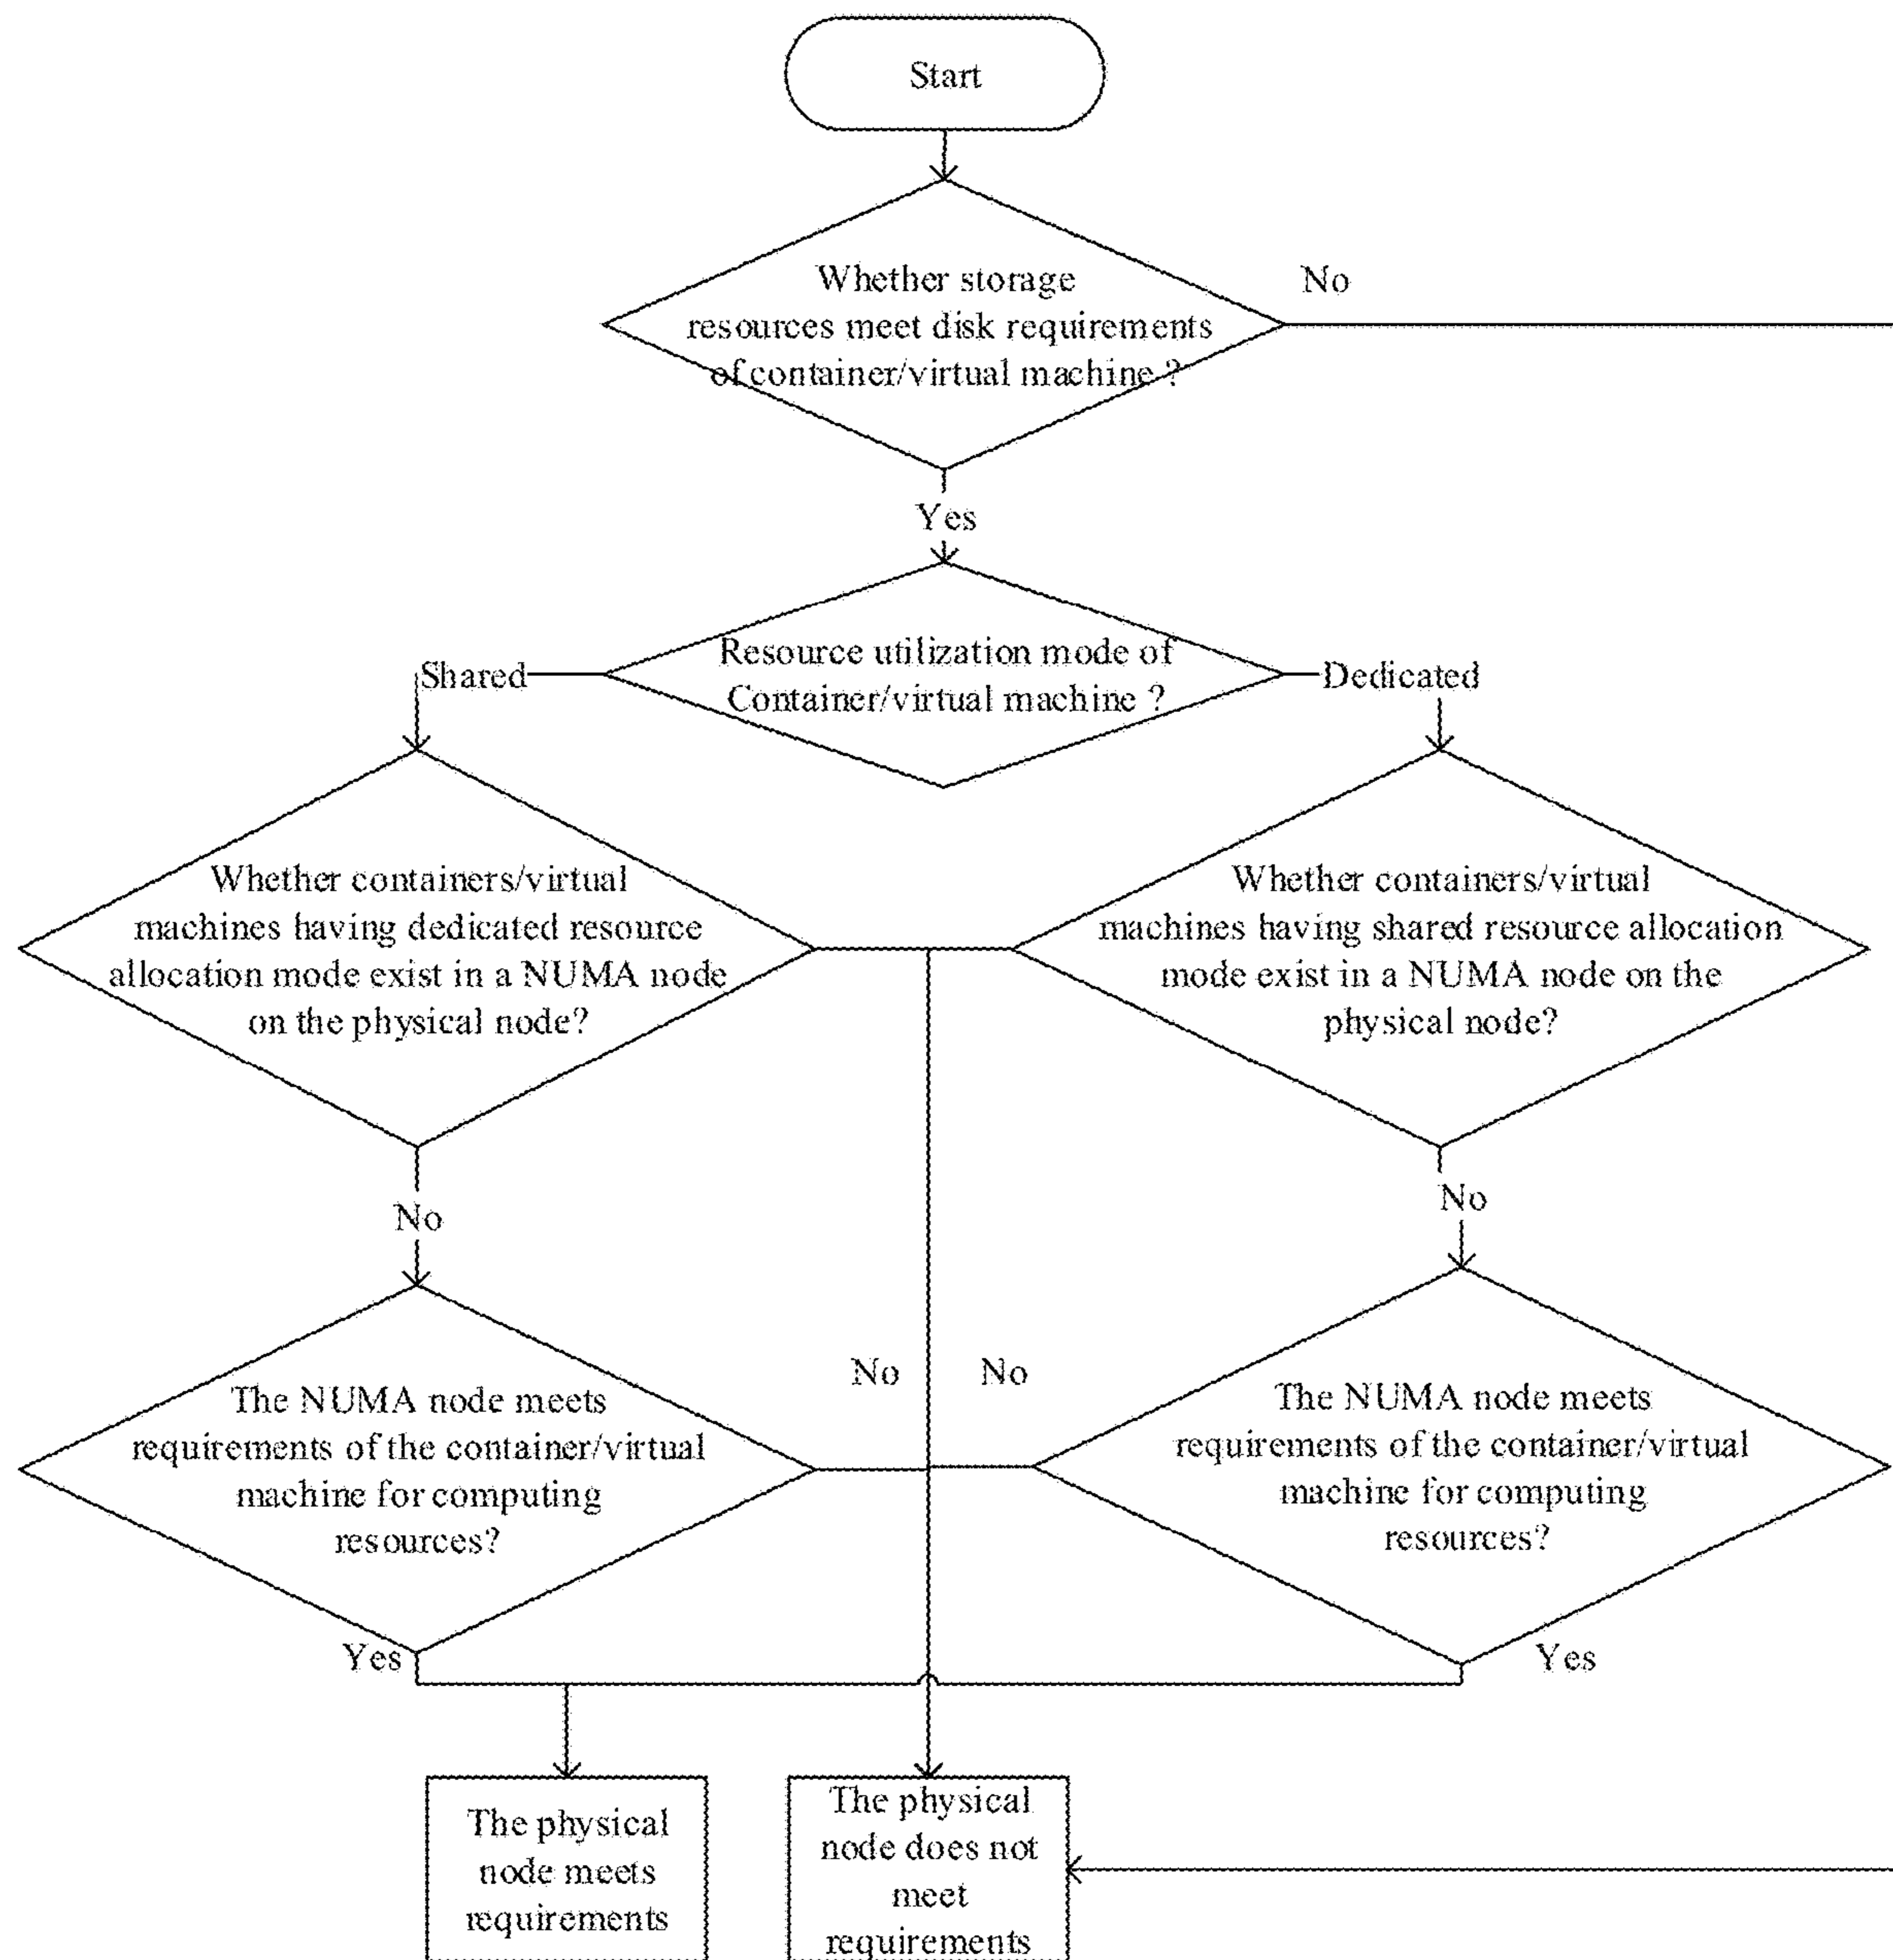 Start
Whether storage
resources meet disk requirements
of container/virtual machine ?
No
Yes
Resource utilization mode of
Container/virtual machine ?
Shared
Dedicated
Whether containers/virtual
machines having dedicated resource
allocation mode exist in a NUMA node
on the physical node?
Whether containers/virtual
machines having shared resource allocation
mode exist in a NUMA node on the
physical node?
No
No
No
No
The NUMA node meets
requirements of the container/virtual
machine for computing
resources?
The NUMA node meets
requirements of the container/virtual
machine for computing
resources?
Yes
Yes
The physical
node meets
requirements
The physical
node does not
meet
requirements